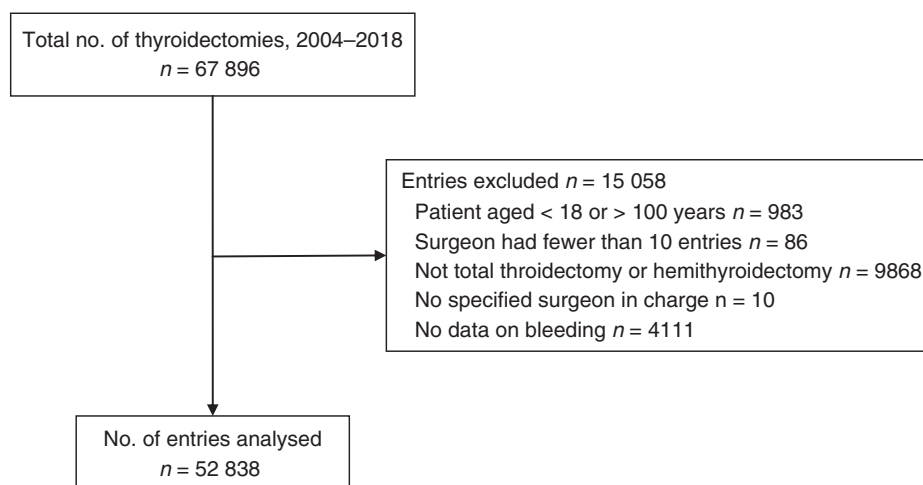 Total no. of thyroidectomies, 2004–2018
n = 67 896
Entries excluded n = 15 058
Patient aged < 18 or > 100 years n = 983
Surgeon had fewer than 10 entries n = 86
Not total throidectomy or hemithyroidectomy n = 9868
No specified surgeon in charge n = 10
No data on bleeding n = 4111
No. of entries analysed
n = 52 838